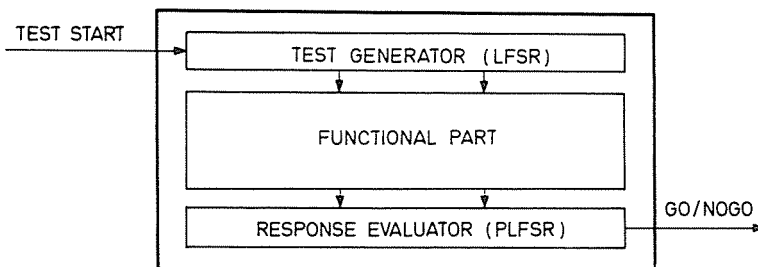 TEST START
TEST GENERATOR (LFSR)
FUNCTIONAL PART
RESPONSE EVALUATOR (PLFSR)
GO/NOGO